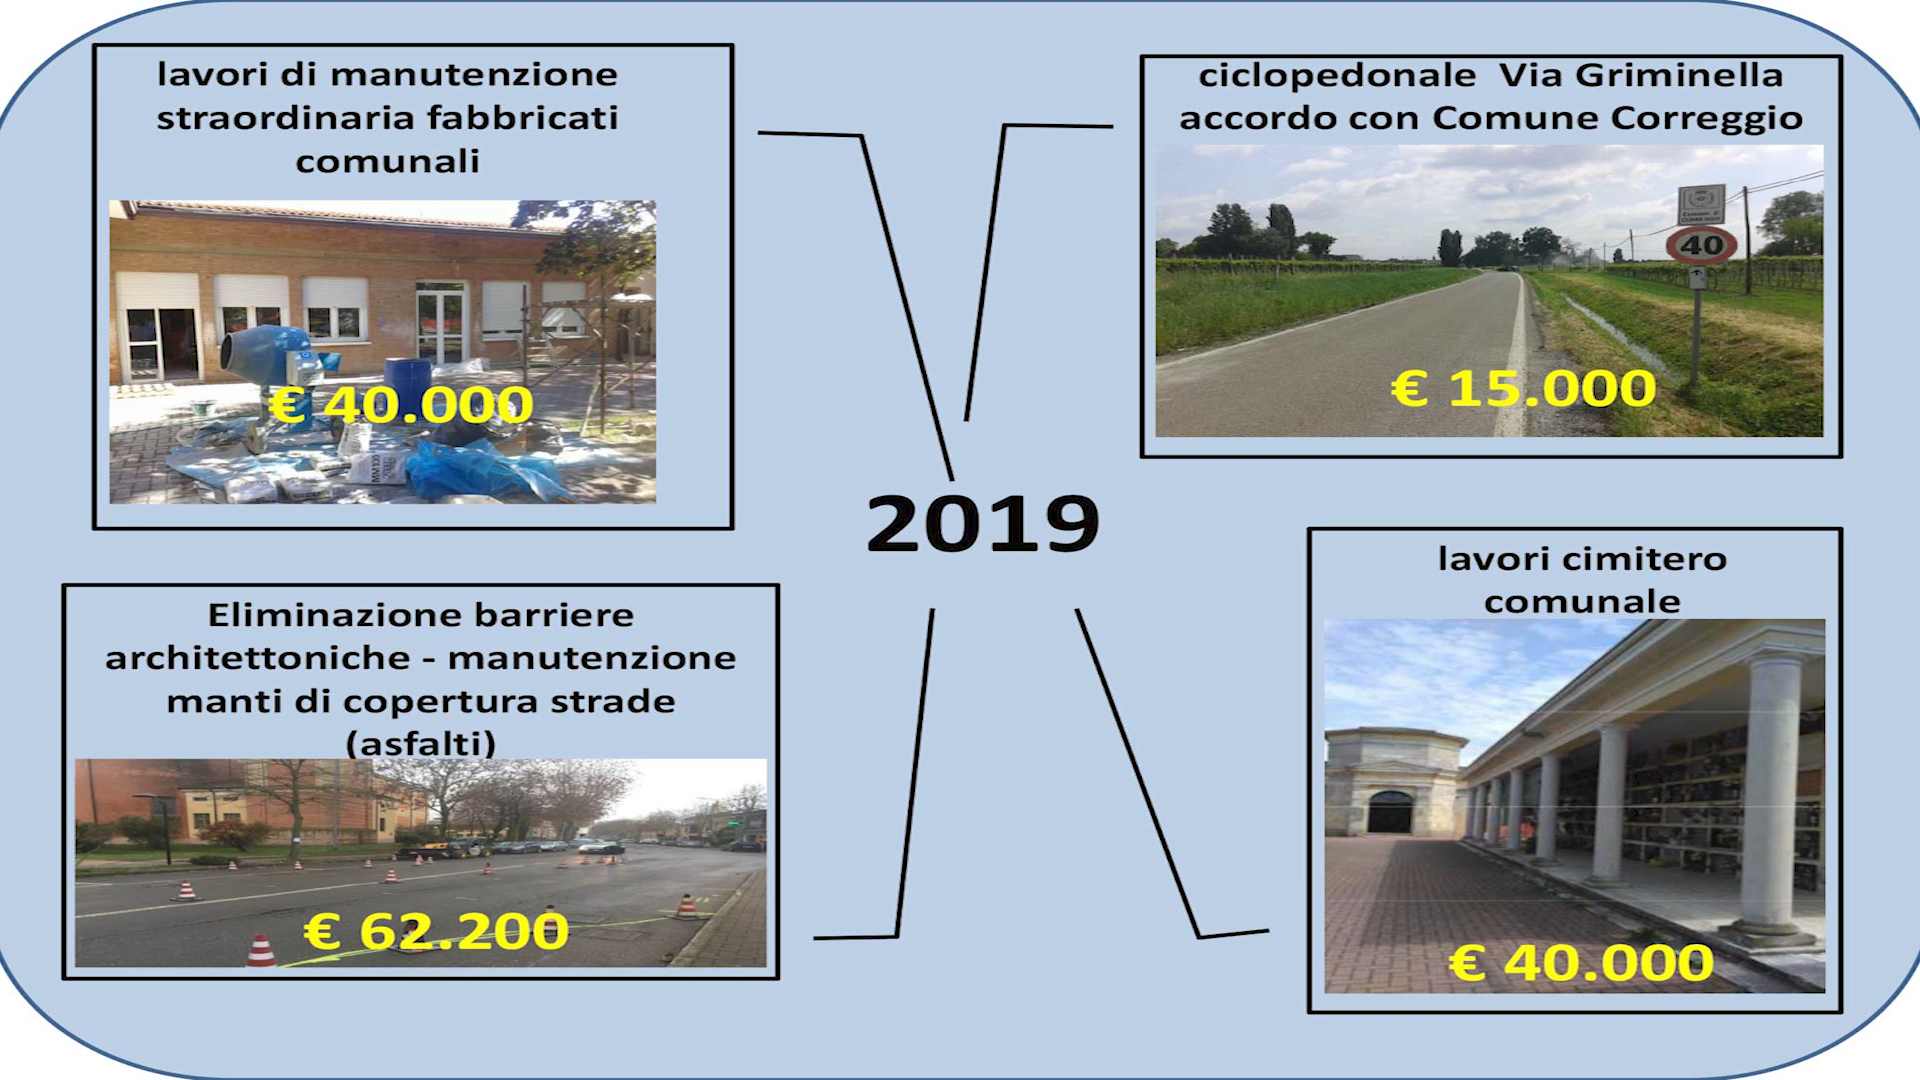 lavori di manutenzione
straordinaria fabbricati
comunali
€ 40.000
ciclopedonale Via Griminella
accordo con Comune Correggio
40
€ 15.000
2019
Eliminazione barriere
architettoniche - manutenzione
manti di copertura strade
(asfalti)
€ 62.200
lavori cimitero
comunale
€ 40.000